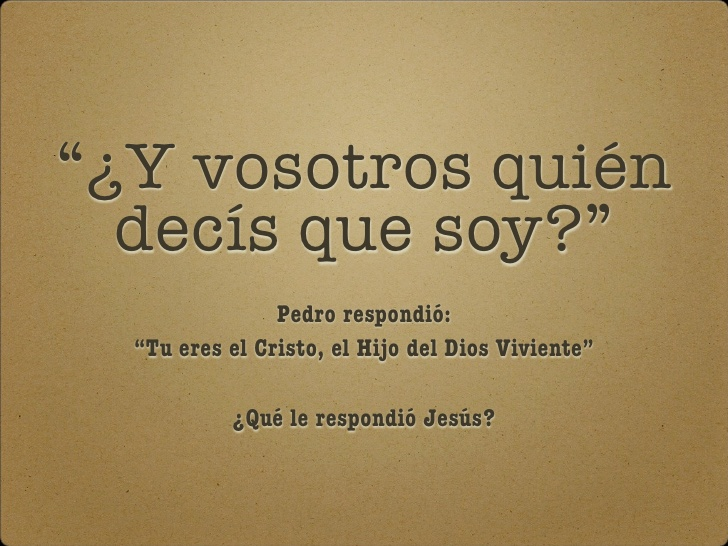 “¿Y vosotros quién
decís que soy?”
Pedro respondió:
“Tu eres el Cristo, el Hijo del Dios Viviente”
¿Qué le respondió Jesús?